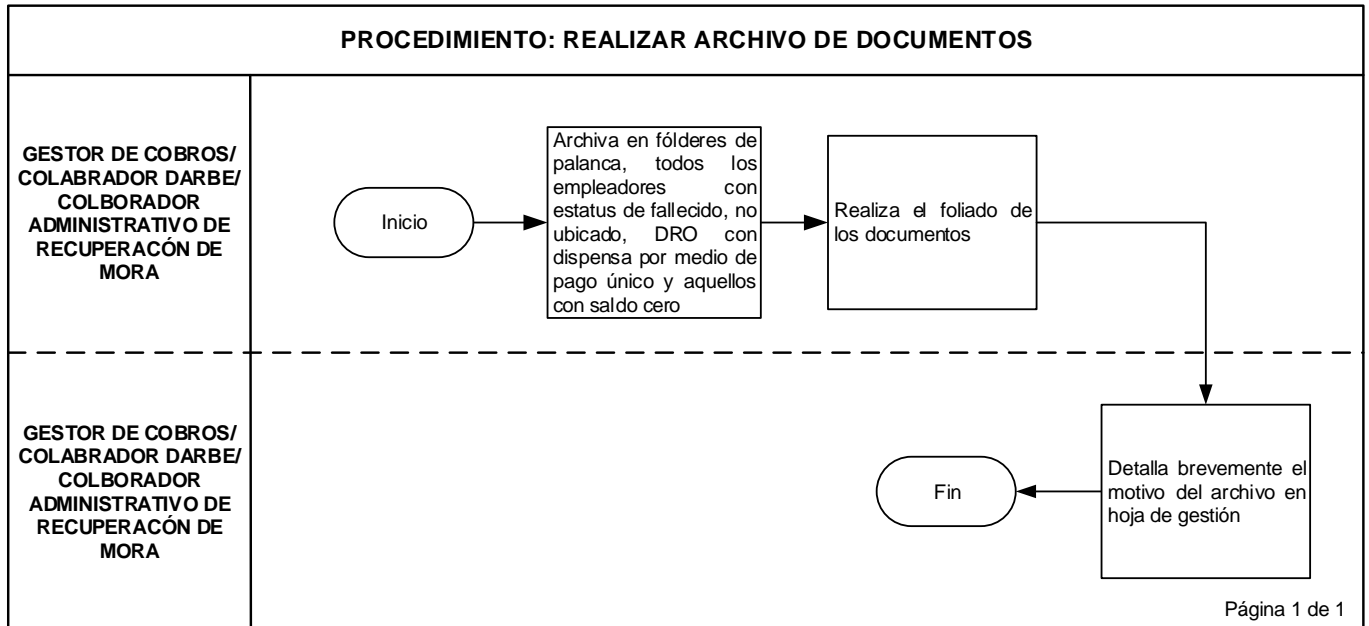 PROCEDIMIENTO: REALIZAR ARCHIVO DE DOCUMENTOS
GESTOR DE COBROS/
COLABRADOR DARBE/
COLBORADOR
ADMINISTRATIVO DE
RECUPERACÓN DE
MORA
Inicio
Archiva en fólderes de
palanca, todos los
empleadores con
estatus de fallecido, no
ubicado, DRO con
dispensa por medio de
pago único y aquellos
con saldo cero
Realiza el foliado de
los documentos
GESTOR DE COBROS/
COLABRADOR DARBE/
COLBORADOR
ADMINISTRATIVO DE
RECUPERACÓN DE
MORA
Fin
Detalla brevemente el
motivo del archivo en
hoja de gestión
Página 1 de 1